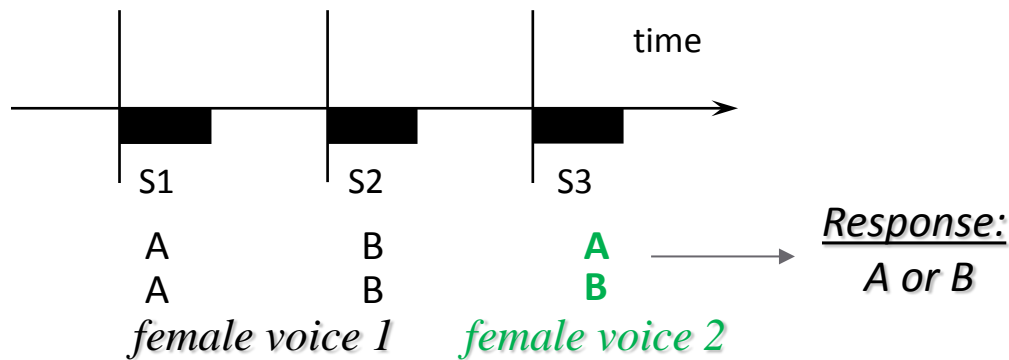 time
S1 S2 S3
A B A
A B B
female voice 1 female voice 2
Response:
A or B